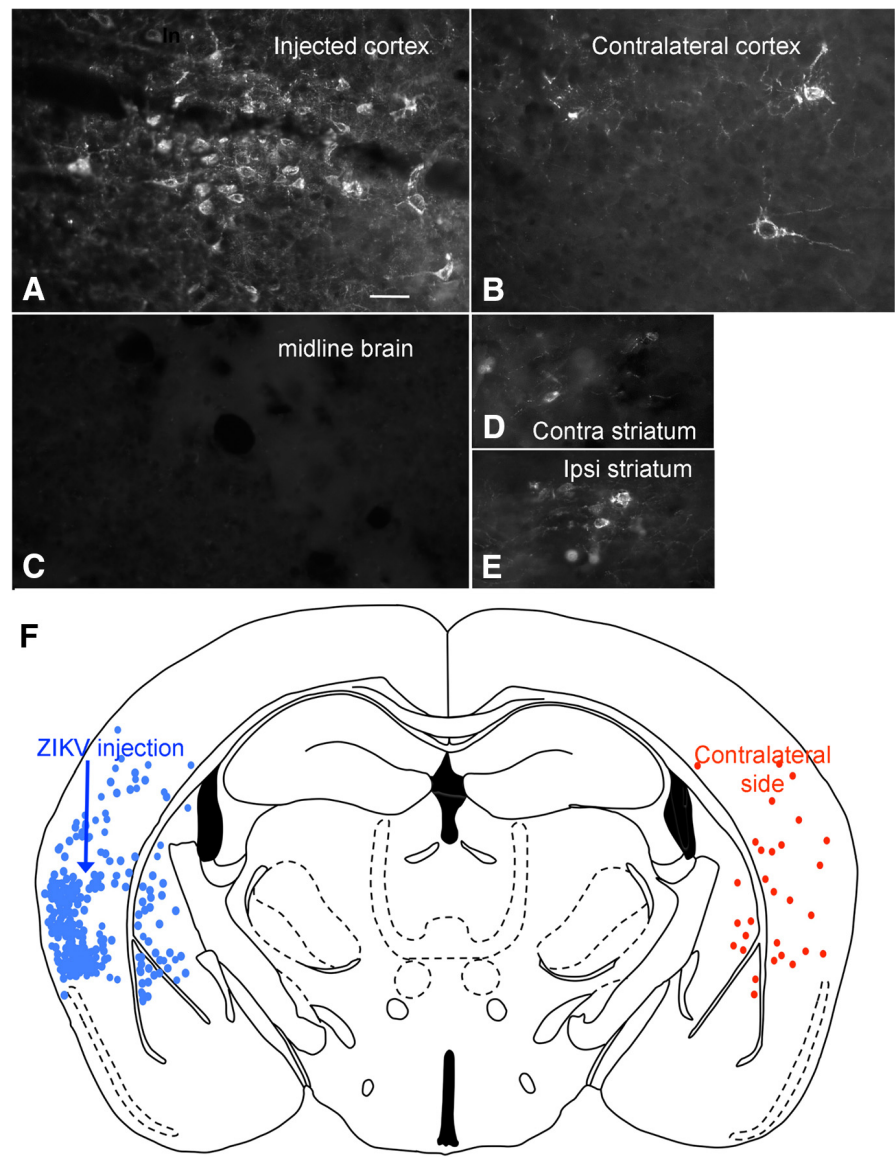 In
Injected cortex
Contralateral cortex
A
B
midline brain
C
D
Contra striatum
Ipsi striatum
E
F
ZIKV injection
Contralateral
side